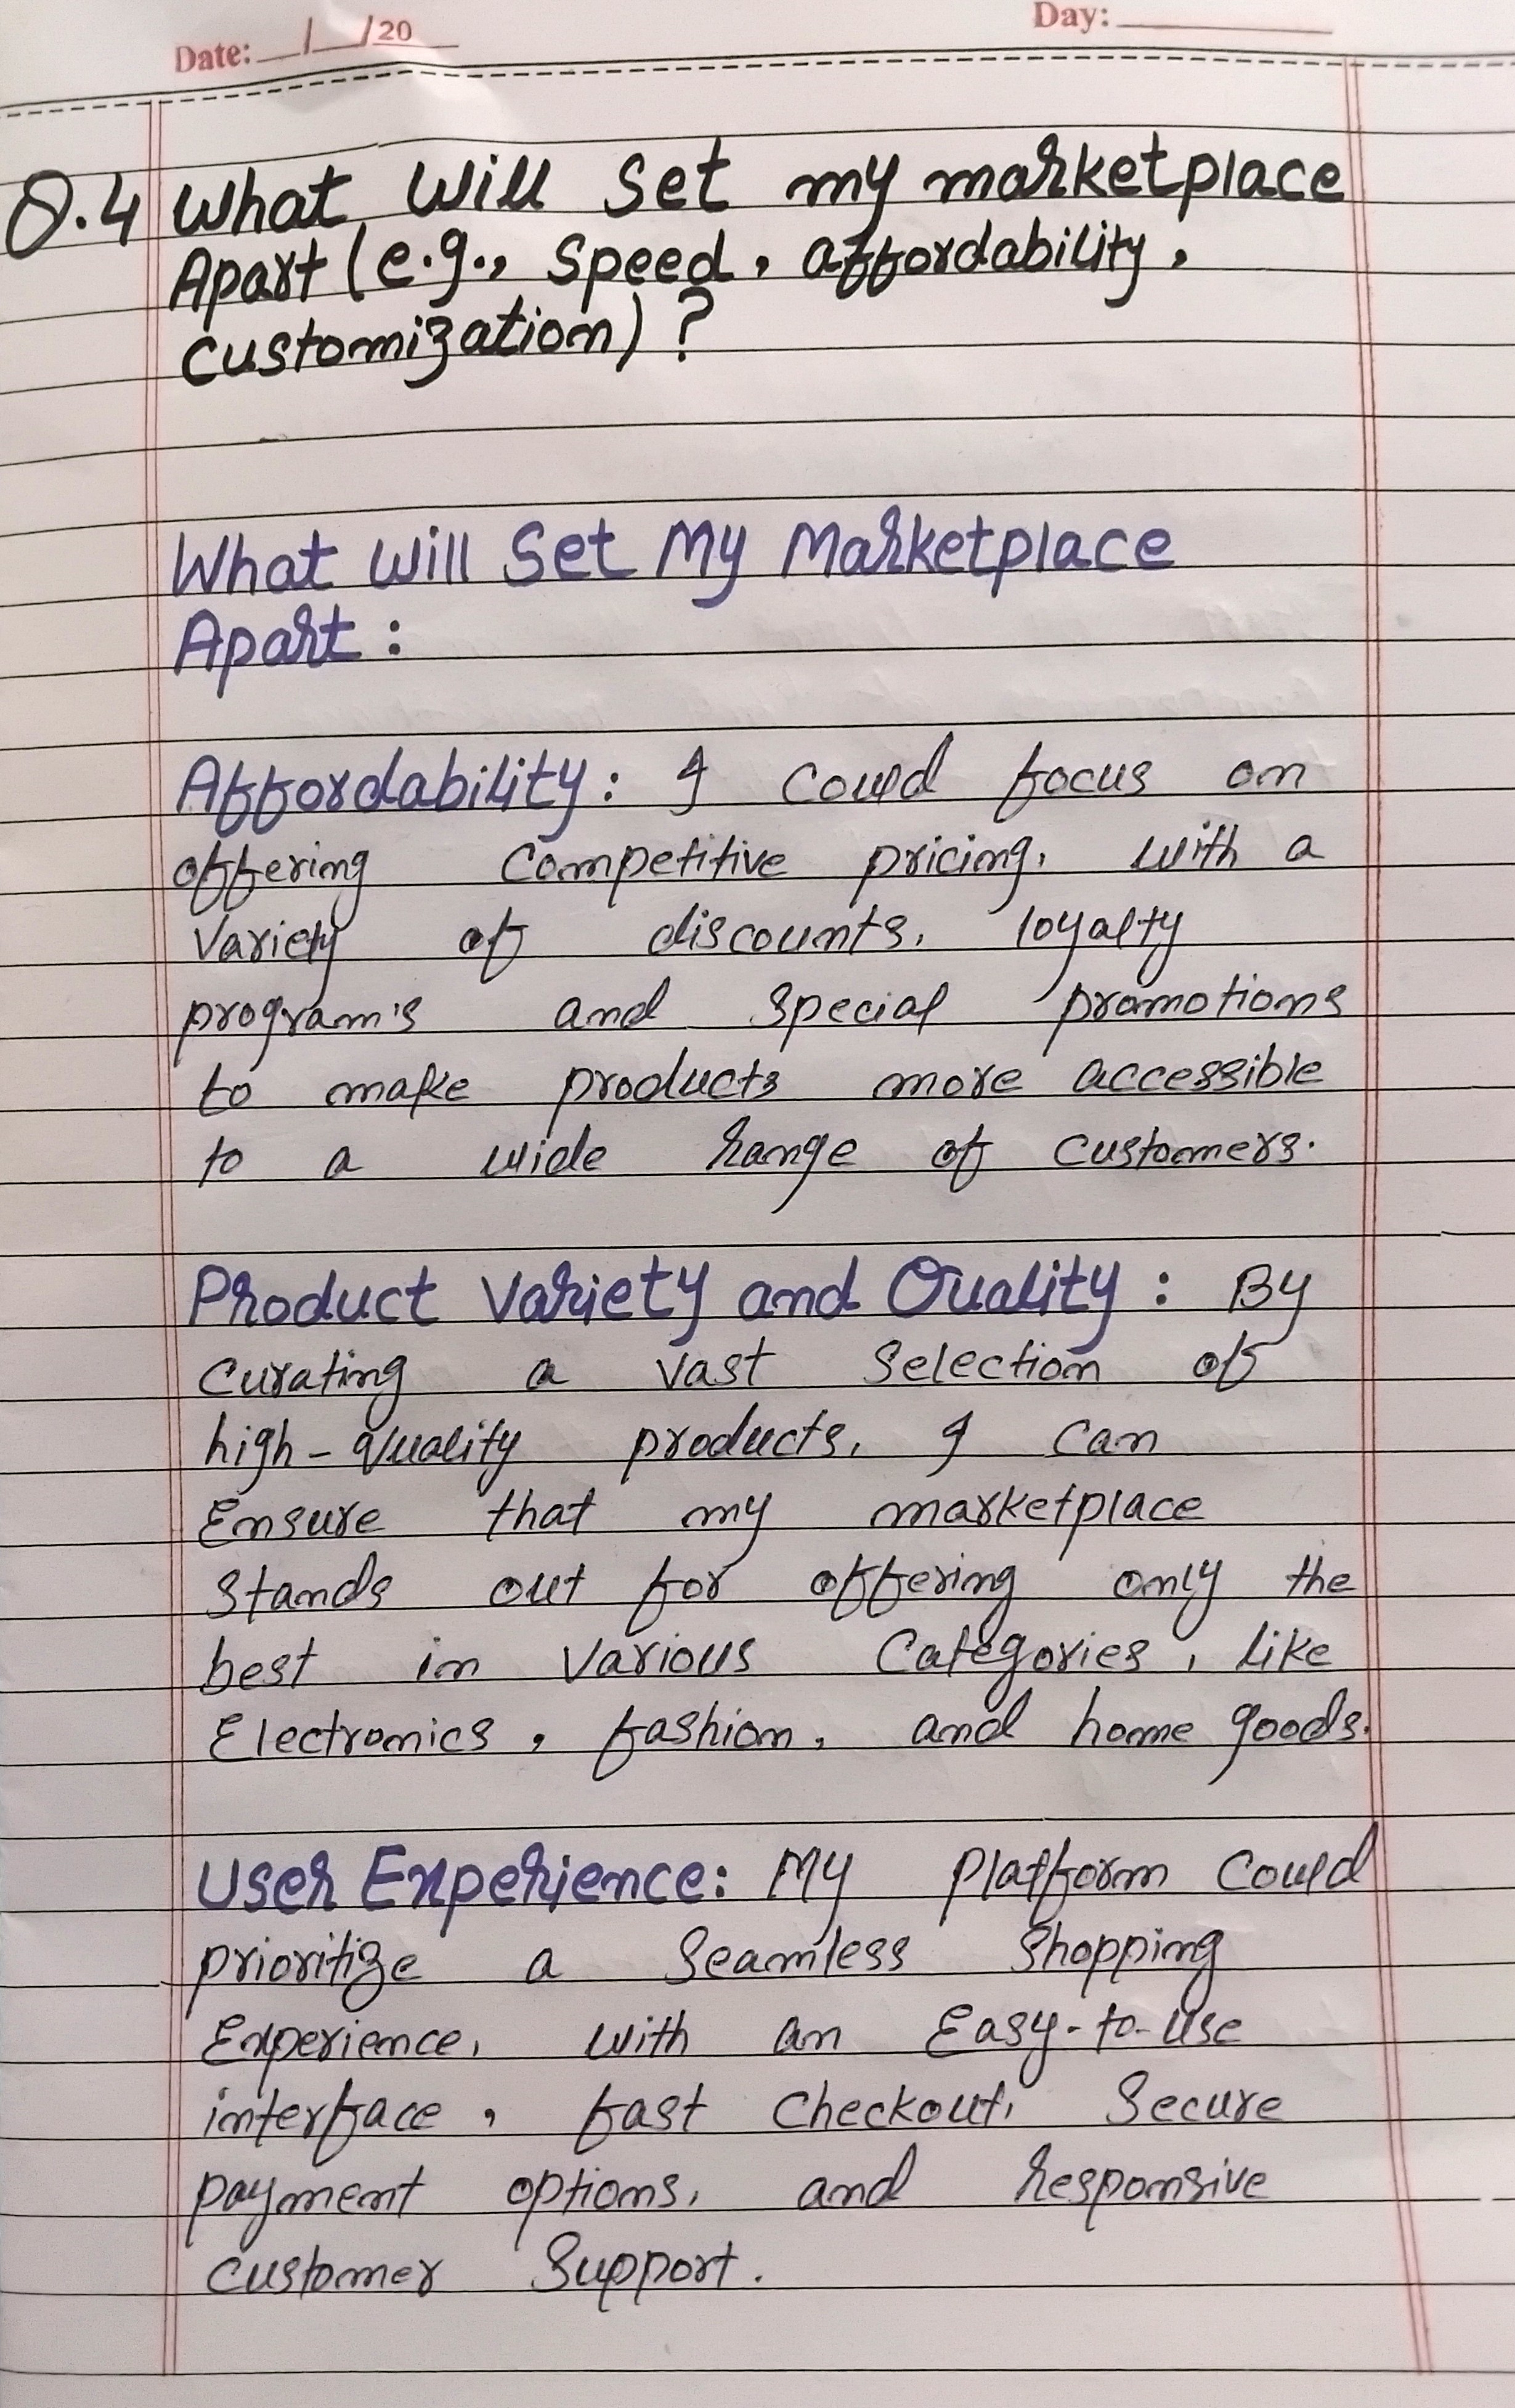 Date: __/__/20__ Day: ________
Q.4 What Will Set my marketplace
Apart (e.g., Speed, affordability,
customization) ?
What Will Set My Marketplace
Apart :
Affordability: I could focus on
offering competitive pricing, with a
Variety of discounts, loyalty
program's and special promotions
to make products more accessible
to a wide range of customers.
Product Variety and Quality : By
Curating a vast Selection of
high-quality products, I can
Ensure that my marketplace
stands out for offering only the
best in various Categories, like
Electronics, fashion, and home goods.
User Experience: My Platform Could
prioritize a Seamless Shopping
Experience, with an Easy-to-use
interface, fast checkout, Secure
payment options, and responsive
customer Support.